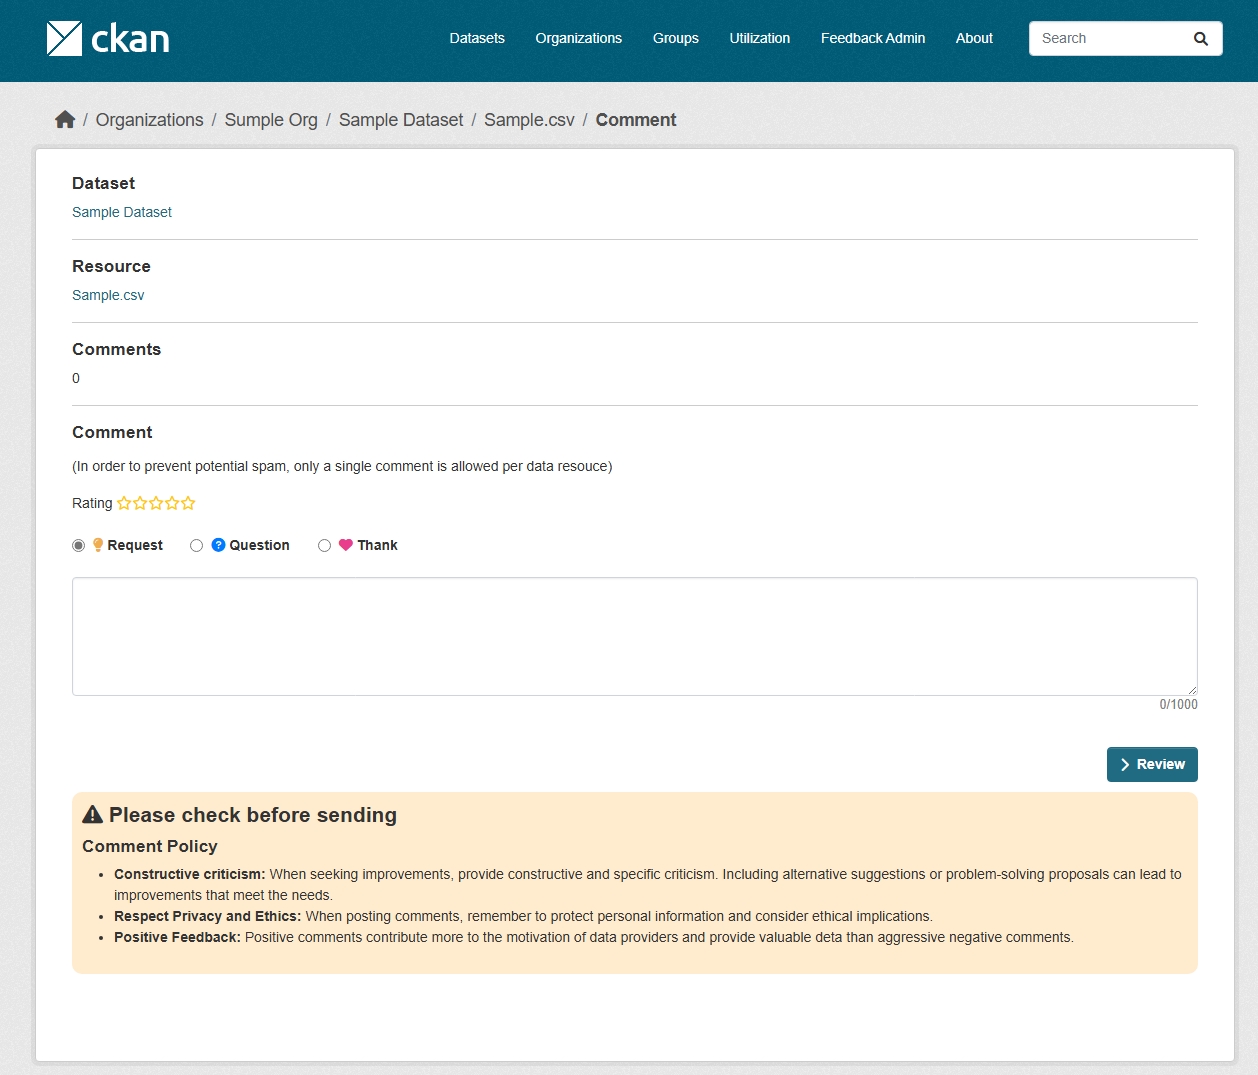 ckan
Datasets Organizations Groups Utilization Feedback Admin About Search
/ Organizations / Sumple Org / Sample Dataset / Sample.csv / Comment
Dataset
Sample Dataset
Resource
Sample.csv
Comments
0
Comment
(In order to prevent potential spam, only a single comment is allowed per data resouce)
Rating
Request Question Thank
0/1000
Review
Please check before sending
Comment Policy
• Constructive criticism: When seeking improvements, provide constructive and specific criticism. Including alternative suggestions or problem-solving proposals can lead to
improvements that meet the needs.
• Respect Privacy and Ethics: When posting comments, remember to protect personal information and consider ethical implications.
• Positive Feedback: Positive comments contribute more to the motivation of data providers and provide valuable deta than aggressive negative comments.